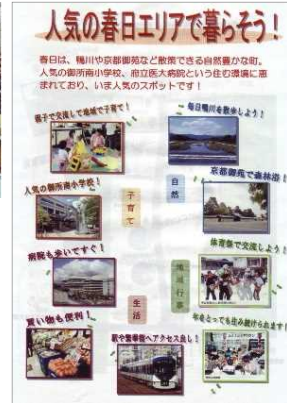 人気の春日エリアで暮らそう!
春日は、鴨川や京都御苑など散策できる自然豊かな町。
人気の御所南小学校、府立医大病院という住む環境に恵
まれており、いま人気のスポットです!
親子で交流して地域で子育て!
毎日鴨川を散歩しよう!
人気の御所南小学校!
子育て
自然
京都御苑で森林浴!
病院も歩いてすぐ!
体育祭で交流しよう!
地域行事
生活
買い物も便利!
駅や繁華街へアクセス良し!
年をとっても住み続けられます!